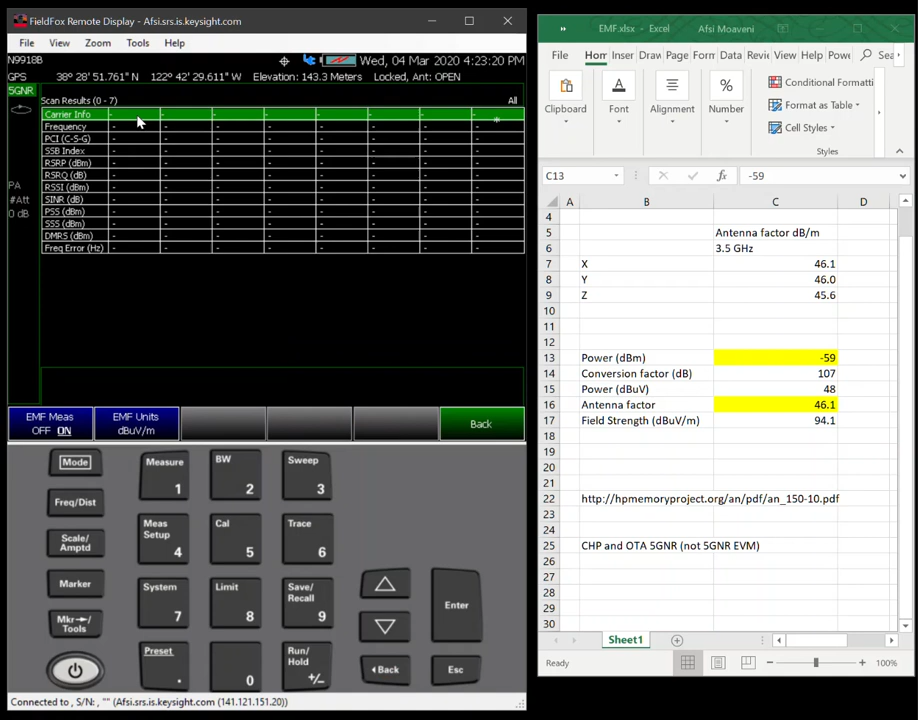 FieldFox Remote Display - Afsi.srs.is.keysight.com
File View Zoom Tools Help
N9918B Wed, 04 Mar 2020 4:23:20 PM
GPS 38º 28' 51.761" N 122º 42' 29.611" W Elevation: 143.3 Meters Locked, Ant: OPEN
5GNR
Scan Results (0 - 7) All
Carrier Info - - - - - - - -
Frequency - - - - - - - - *
PCI (C-S-G) - - - - - - - -
SSB Index - - - - - - - -
RSRP (dBm) - - - - - - - -
RSRQ (dB) - - - - - - - -
RSSI (dBm) - - - - - - - -
SINR (dB) - - - - - - - -
PSS (dBm) - - - - - - - -
SSS (dBm) - - - - - - - -
DMRS (dBm) - - - - - - - -
Freq Error (Hz) - - - - - - - -
PA
#Att
0 dB
EMF Meas
OFF ON
EMF Units
dBuV/m
Back
Mode
Measure
1
BW
2
Sweep
3
Freq/Dist
Meas
Setup
4
Cal
5
Trace
6
Scale/
Amptd
Marker
System
7
Limit
8
Save/
Recall
9
Enter
Mkr→/
Tools
Preset
.
0
Run/
Hold
+/-
Back
Esc
Connected to , S/N: , "" (Afsi.srs.is.keysight.com (141.121.151.20))
EMF.xlsx - Excel Afsi Moaveni
File Hom Insert Draw Page Form Data Revie View Help Powe Sea
Clipboard
Font
Alignment
%
Number
Conditional Formatti
Format as Table
Cell Styles
Styles
C13 fx -59
A B C D
4
5 Antenna factor dB/m
6 3.5 GHz
7 X 46.1
8 Y 46.0
9 Z 45.6
10
11
12
13 Power (dBm) -59
14 Conversion factor (dB) 107
15 Power (dBuV) 48
16 Antenna factor 46.1
17 Field Strength (dBuV/m) 94.1
18
19
20
21
22 http://hpmemoryproject.org/an/pdf/an_150-10.pdf
23
24
25 CHP and OTA 5GNR (not 5GNR EVM)
26
27
28
29
30
Sheet1
Ready 100%